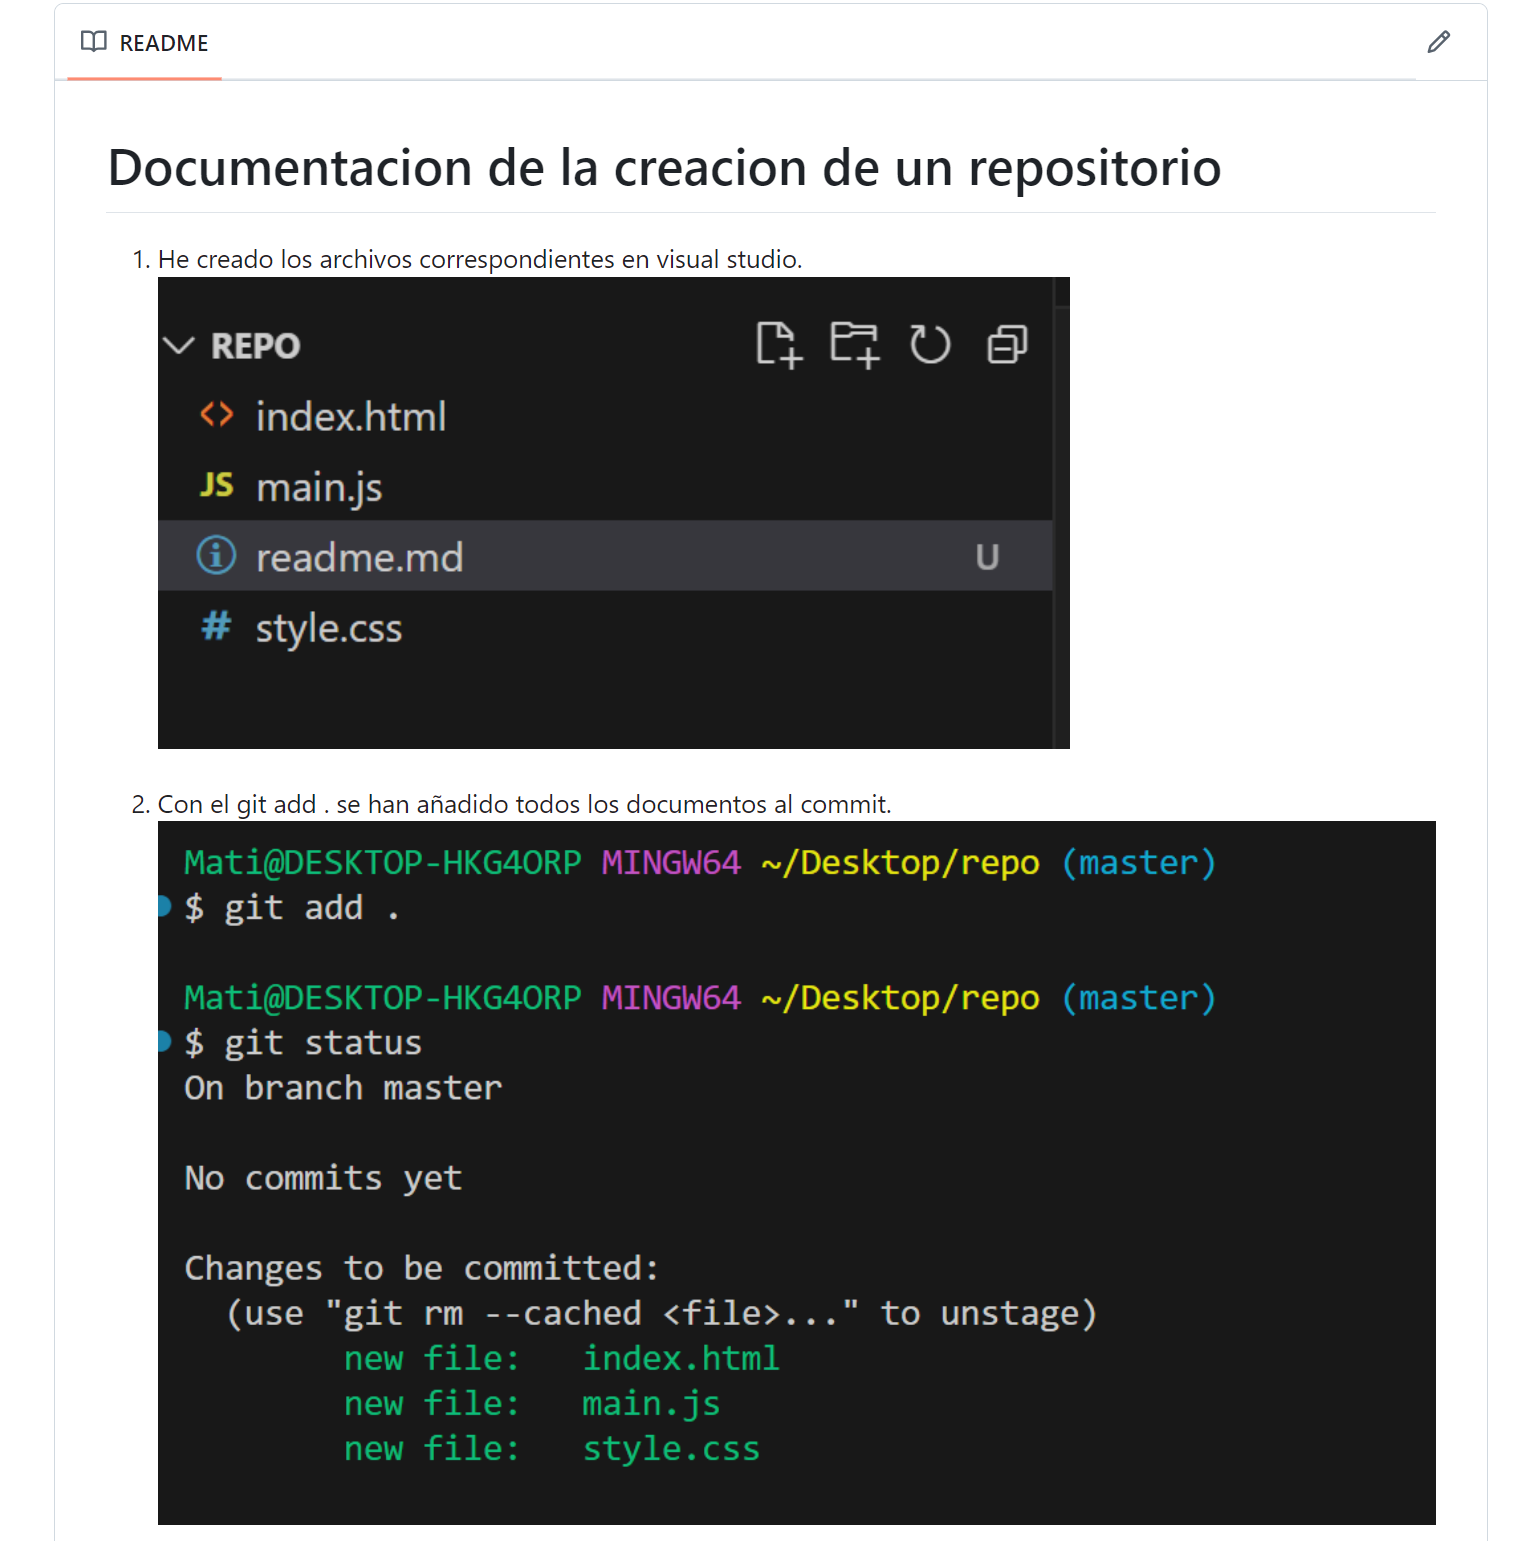 README
Documentacion de la creacion de un repositorio
1. He creado los archivos correspondientes en visual studio.
REPO
<> index.html
JS main.js
readme.md U
# style.css
2. Con el git add . se han añadido todos los documentos al commit.
Mati@DESKTOP-HKG4ORP MINGW64 ~/Desktop/repo (master)
$ git add .
Mati@DESKTOP-HKG4ORP MINGW64 ~/Desktop/repo (master)
$ git status
On branch master
No commits yet
Changes to be committed:
(use "git rm --cached <file>..." to unstage)
new file: index.html
new file: main.js
new file: style.css